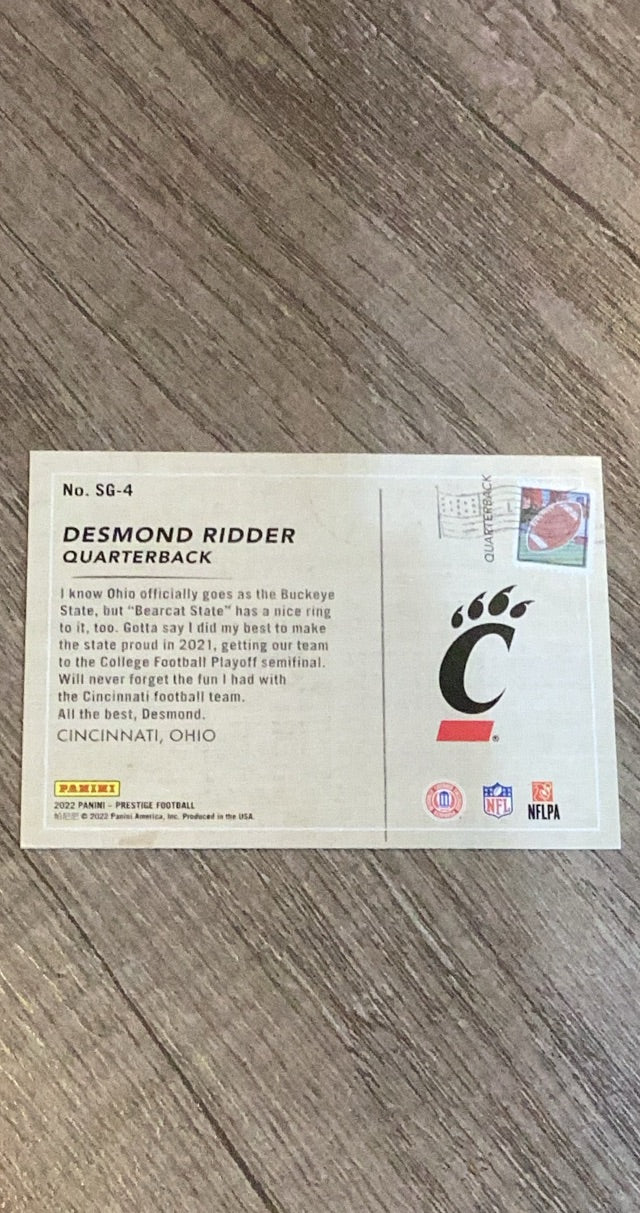 No. SG-4
DESMOND RIDDER
QUARTERBACK
I know Ohio officially goes as the Buckeye
State, but "Bearcat State" has a nice ring
to it, too. Gotta say I did my best to make
the state proud in 2021, getting our team
to the College Football Playoff semifinal.
Will never forget the fun I had with
the Cincinnati football team.
All the best, Desmond.
CINCINNATI, OHIO
PANINI
2022 PANINI – PRESTIGE FOOTBALL
帕尼尼 © 2022 Panini America, Inc. Produced in the USA.
QUARTERBACK
C
®
NFL
NFLPA